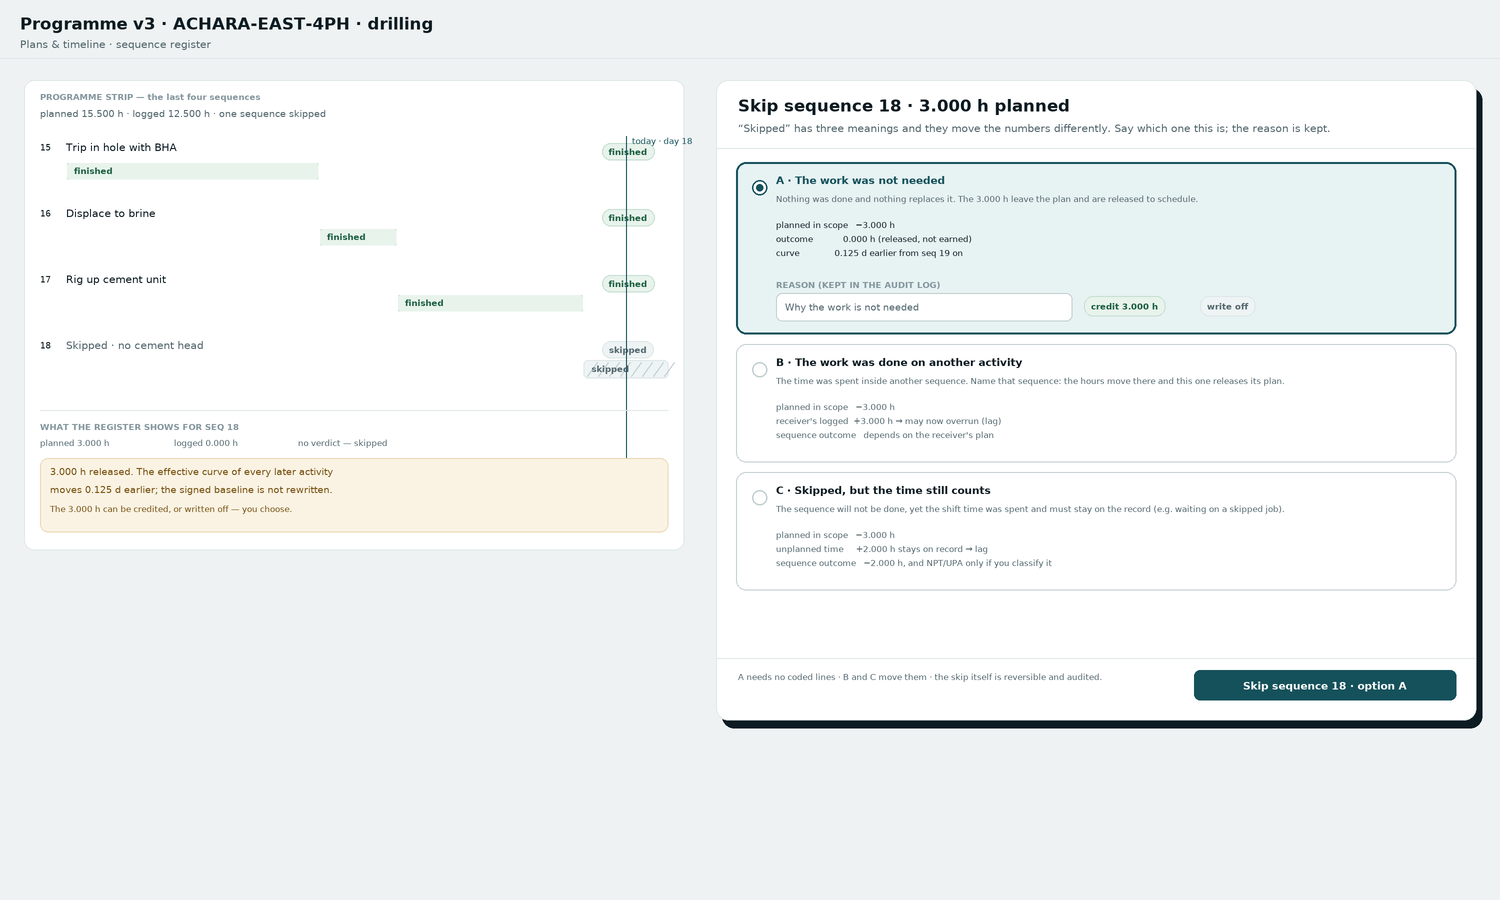 Programme v3 · ACHARA-EAST-4PH · drilling
Plans & timeline · sequence register
PROGRAMME STRIP — the last four sequences
planned 15.500 h · logged 12.500 h · one sequence skipped
today · day 18
15 Trip in hole with BHA finished
finished
16 Displace to brine finished
finished
17 Rig up cement unit finished
finished
18 Skipped · no cement head skipped
skipped
WHAT THE REGISTER SHOWS FOR SEQ 18
planned 3.000 h logged 0.000 h no verdict — skipped
3.000 h released. The effective curve of every later activity
moves 0.125 d earlier; the signed baseline is not rewritten.
The 3.000 h can be credited, or written off — you choose.
Skip sequence 18 · 3.000 h planned
“Skipped” has three meanings and they move the numbers differently. Say which one this is; the reason is kept.
A · The work was not needed
Nothing was done and nothing replaces it. The 3.000 h leave the plan and are released to schedule.
planned in scope −3.000 h
outcome 0.000 h (released, not earned)
curve 0.125 d earlier from seq 19 on
REASON (KEPT IN THE AUDIT LOG)
Why the work is not needed credit 3.000 h write off
B · The work was done on another activity
The time was spent inside another sequence. Name that sequence: the hours move there and this one releases its plan.
planned in scope −3.000 h
receiver's logged +3.000 h → may now overrun (lag)
sequence outcome depends on the receiver's plan
C · Skipped, but the time still counts
The sequence will not be done, yet the shift time was spent and must stay on the record (e.g. waiting on a skipped job).
planned in scope −3.000 h
unplanned time +2.000 h stays on record → lag
sequence outcome −2.000 h, and NPT/UPA only if you classify it
A needs no coded lines · B and C move them · the skip itself is reversible and audited.
Skip sequence 18 · option A